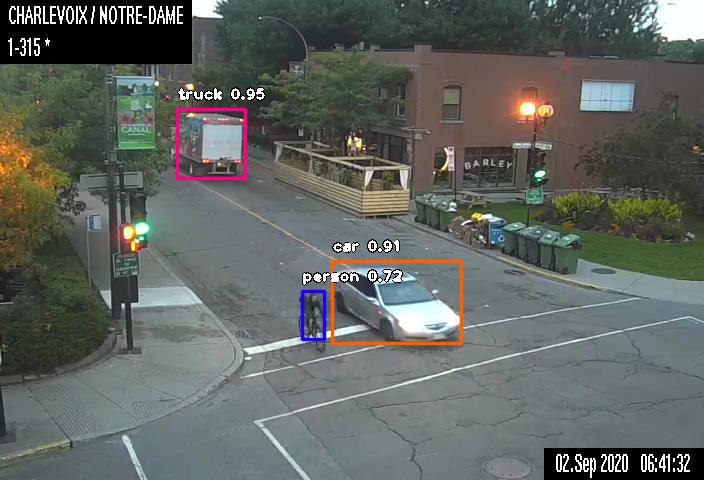 CHARLEVOIX / NOTRE-DAME
1-315 *
truck 0.95
CANAL
BARLEY
car 0.91
person 0.72
02.Sep 2020 06:41:32